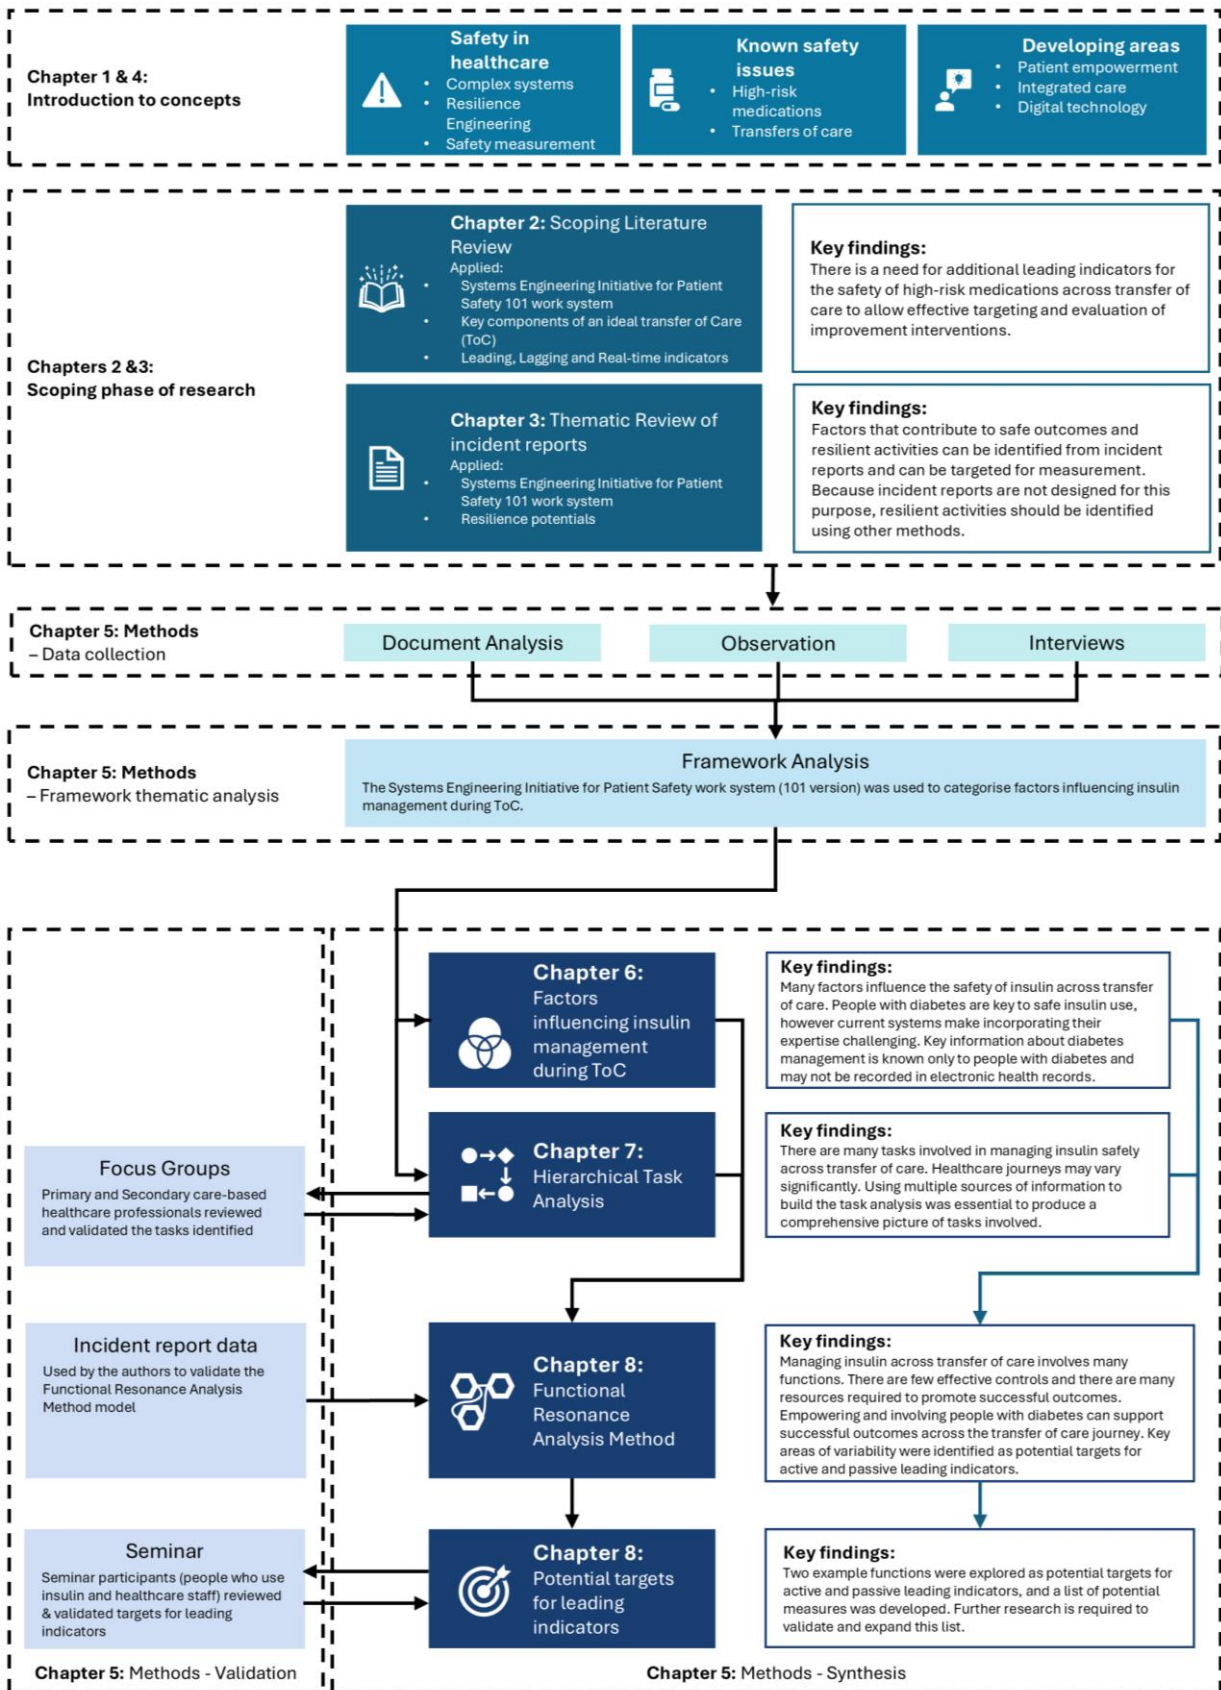 Chapter 1 & 4:
Introduction to concepts
Safety in
healthcare
• Complex systems
• Resilience
Engineering
• Safety measurement
Known safety
issues
• High-risk
medications
• Transfers of care
Developing areas
• Patient empowerment
• Integrated care
• Digital technology
Chapters 2 &3:
Scoping phase of research
Chapter 2: Scoping Literature
Review
Applied:
• Systems Engineering Initiative for Patient
Safety 101 work system
• Key components of an ideal transfer of Care
(ToC)
• Leading, Lagging and Real-time indicators
Key findings:
There is a need for additional leading indicators for
the safety of high-risk medications across transfer of
care to allow effective targeting and evaluation of
improvement interventions.
Chapter 3: Thematic Review of
incident reports
Applied:
• Systems Engineering Initiative for Patient
Safety 101 work system
• Resilience potentials
Key findings:
Factors that contribute to safe outcomes and
resilient activities can be identified from incident
reports and can be targeted for measurement.
Because incident reports are not designed for this
purpose, resilient activities should be identified
using other methods.
Chapter 5: Methods
– Data collection
Document Analysis
Observation
Interviews
Chapter 5: Methods
– Framework thematic analysis
Framework Analysis
The Systems Engineering Initiative for Patient Safety work system (101 version) was used to categorise factors influencing insulin
management during ToC.
Chapter 6:
Factors
influencing insulin
management
during ToC
Key findings:
Many factors influence the safety of insulin across transfer
of care. People with diabetes are key to safe insulin use,
however current systems make incorporating their
expertise challenging. Key information about diabetes
management is known only to people with diabetes and
may not be recorded in electronic health records.
Focus Groups
Primary and Secondary care-based
healthcare professionals reviewed
and validated the tasks identified
Chapter 7:
Hierarchical Task
Analysis
Key findings:
There are many tasks involved in managing insulin safely
across transfer of care. Healthcare journeys may vary
significantly. Using multiple sources of information to
build the task analysis was essential to produce a
comprehensive picture of tasks involved.
Incident report data
Used by the authors to validate the
Functional Resonance Analysis
Method model
Chapter 8:
Functional
Resonance
Analysis Method
Key findings:
Managing insulin across transfer of care involves many
functions. There are few effective controls and there are many
resources required to promote successful outcomes.
Empowering and involving people with diabetes can support
successful outcomes across the transfer of care journey. Key
areas of variability were identified as potential targets for
active and passive leading indicators.
Seminar
Seminar participants (people who use
insulin and healthcare staff) reviewed
& validated targets for leading
indicators
Chapter 8:
Potential targets
for leading
indicators
Key findings:
Two example functions were explored as potential targets for
active and passive leading indicators, and a list of potential
measures was developed. Further research is required to
validate and expand this list.
Chapter 5: Methods - Validation
Chapter 5: Methods - Synthesis